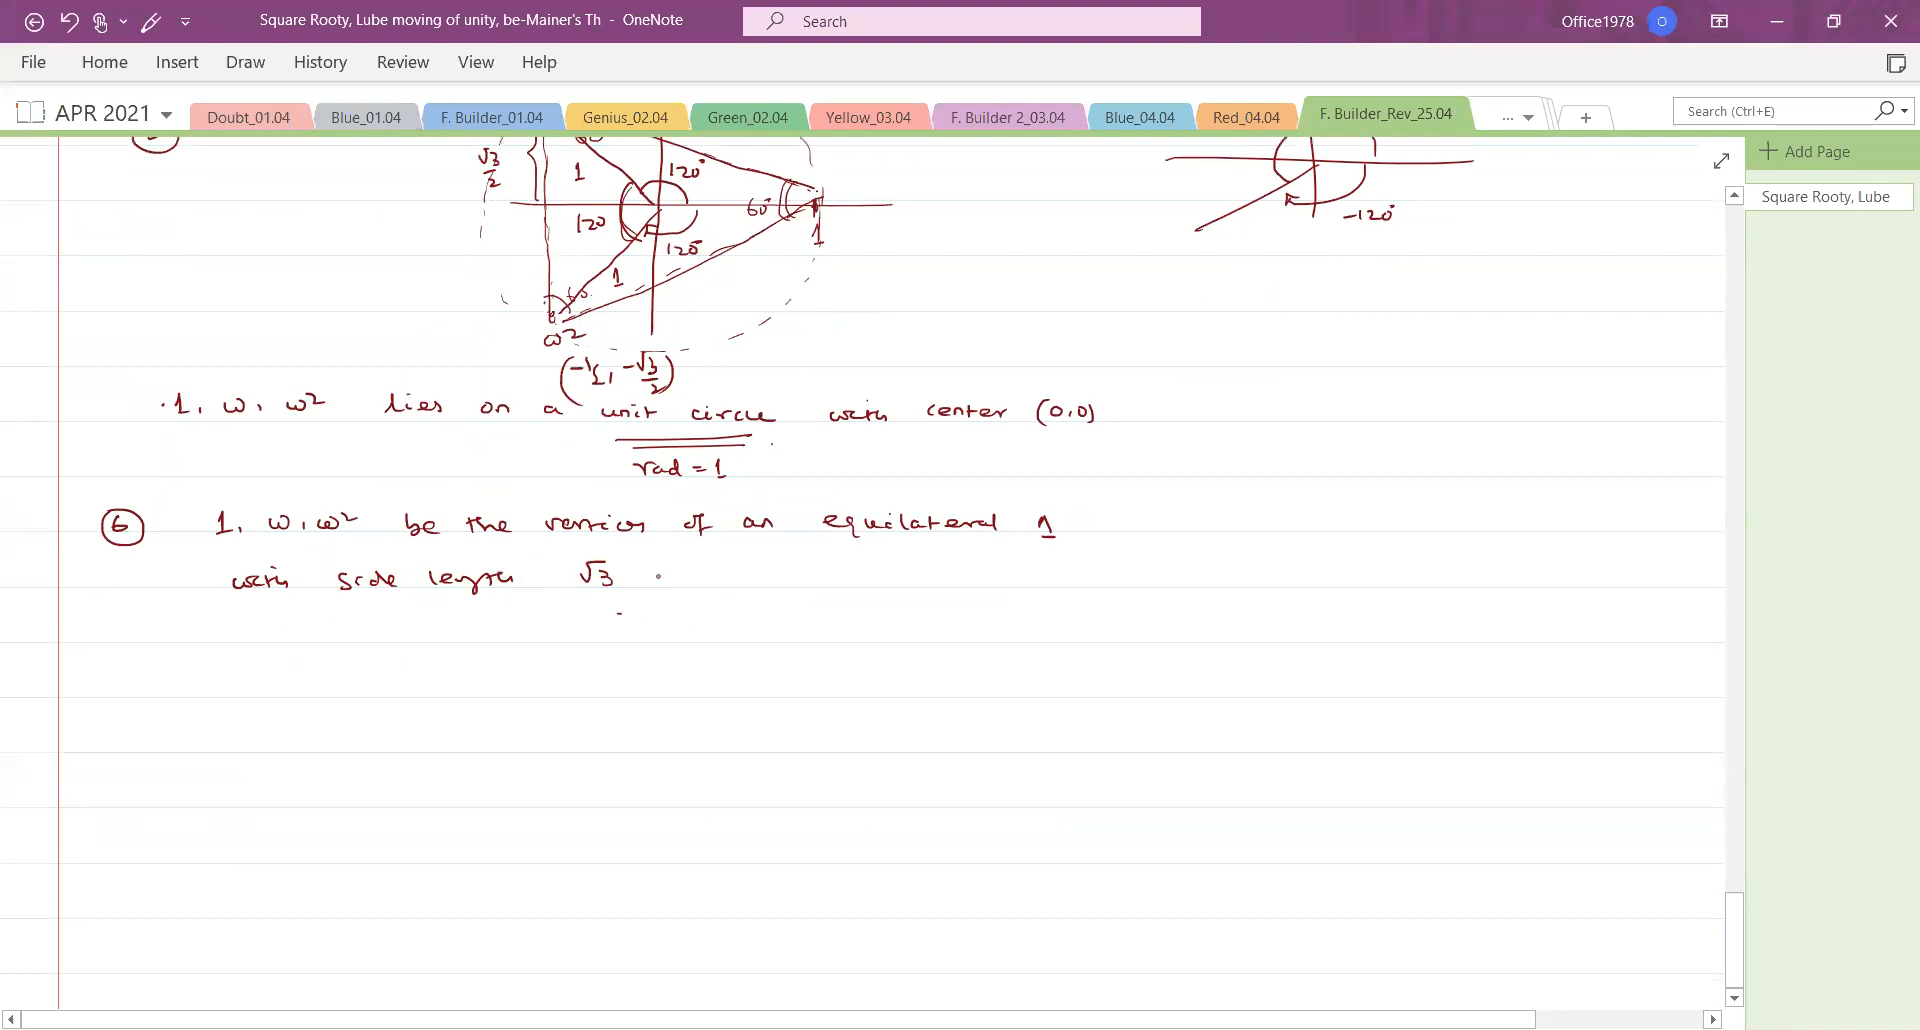 Square Rooty, Lube moving of unity, be-Mainer's Th - OneNote
Search
Office1978
O
File Home Insert Draw History Review View Help
APR 2021
Doubt_01.04 Blue_01.04 F. Builder_01.04 Genius_02.04 Green_02.04 Yellow_03.04 F. Builder 2_03.04 Blue_04.04 Red_04.04 F. Builder_Rev_25.04 ...
Search (Ctrl+E)
Add Page
Square Rooty, Lube
√3/2
1
120°
60°
1
120
120°
-120°
1
60
ω²
(-1/2, -√3/2)
·1, ω, ω² lies on a unit circle with center (0,0)
rad = 1
6 1, ω, ω² be the vertices of an equilateral Δ
with side length √3